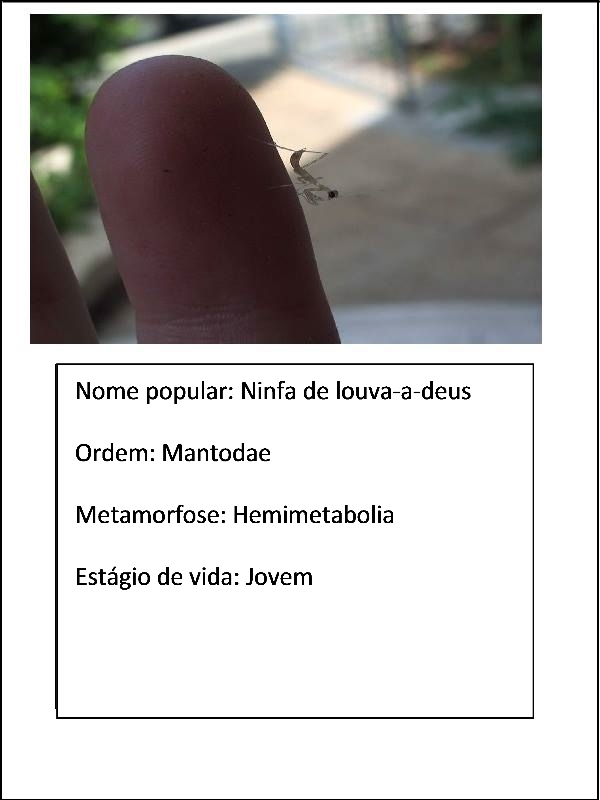 Nome popular: Ninfa de louva-a-deus
Ordem: Mantodae
Metamorfose: Hemimetabolia
Estágio de vida: Jovem